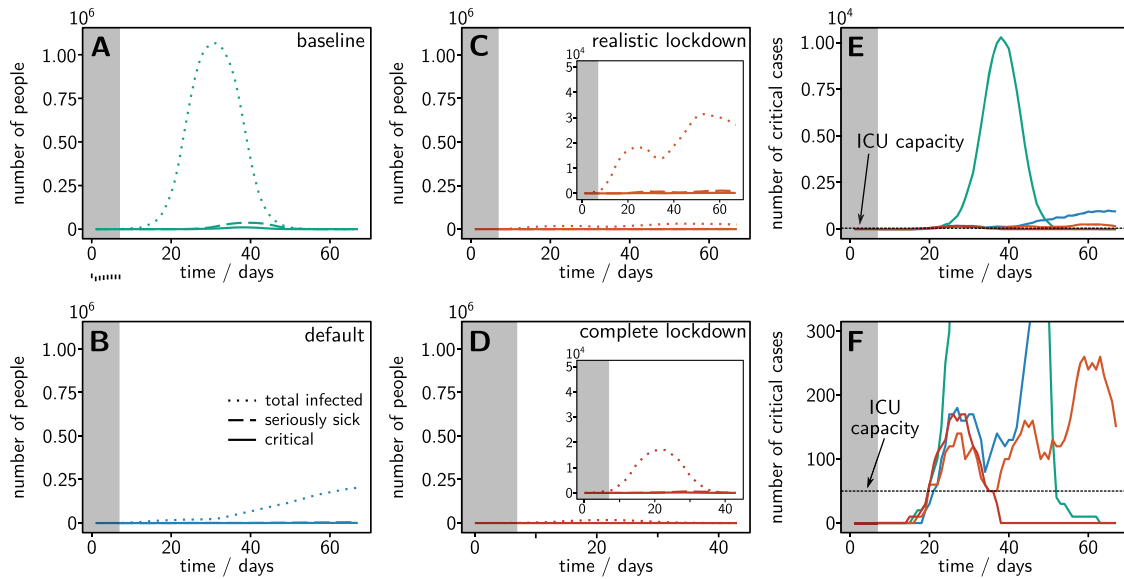 10^6
A
baseline
number of people
1.00
0.75
0.50
0.25
0
0
20
40
60
time / days
10^6
C
realistic lockdown
number of people
1.00
0.75
0.50
0.25
0
0
20
40
60
time / days
10^4
5
4
3
2
1
0
0
20
40
60
10^4
E
number of critical cases
1.00
0.50
0.25
0
ICU capacity
0
20
40
60
time / days
10^6
B
default
number of people
1.00
0.75
0.50
0.25
0
total infected
seriously sick
critical
0
20
40
60
time / days
10^6
D
complete lockdown
number of people
1.00
0.75
0.50
0.25
0
0
20
40
time / days
10^4
5
4
3
2
1
0
0
20
40
F
number of critical cases
300
200
100
0
ICU
capacity
0
20
40
60
time / days